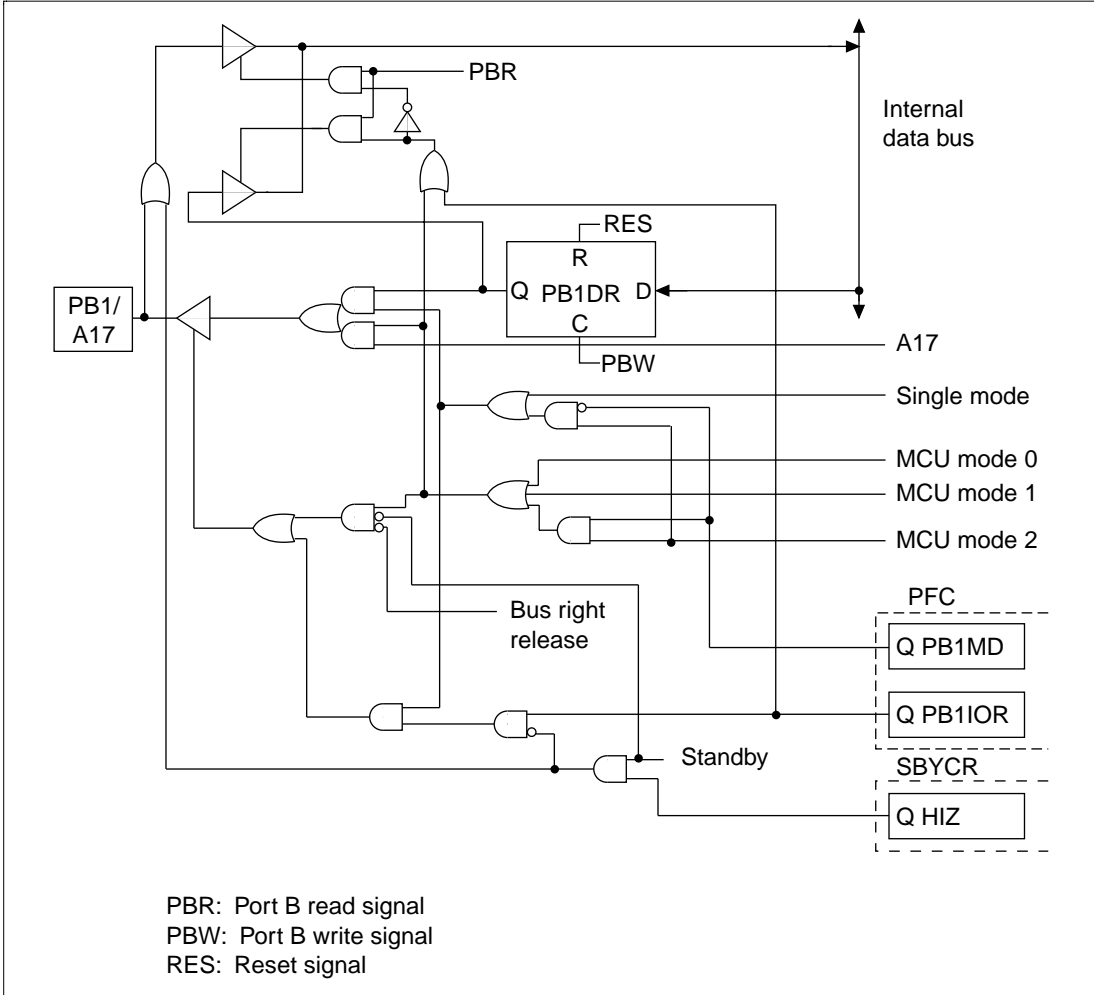 PBR
Internal
data bus
RES
R
Q PB1DR D
C
PBW
PB1/
A17
A17
Single mode
MCU mode 0
MCU mode 1
MCU mode 2
Bus right
release
PFC
Q PB1MD
Q PB1IOR
Standby
SBYCR
Q HIZ
PBR: Port B read signal
PBW: Port B write signal
RES: Reset signal